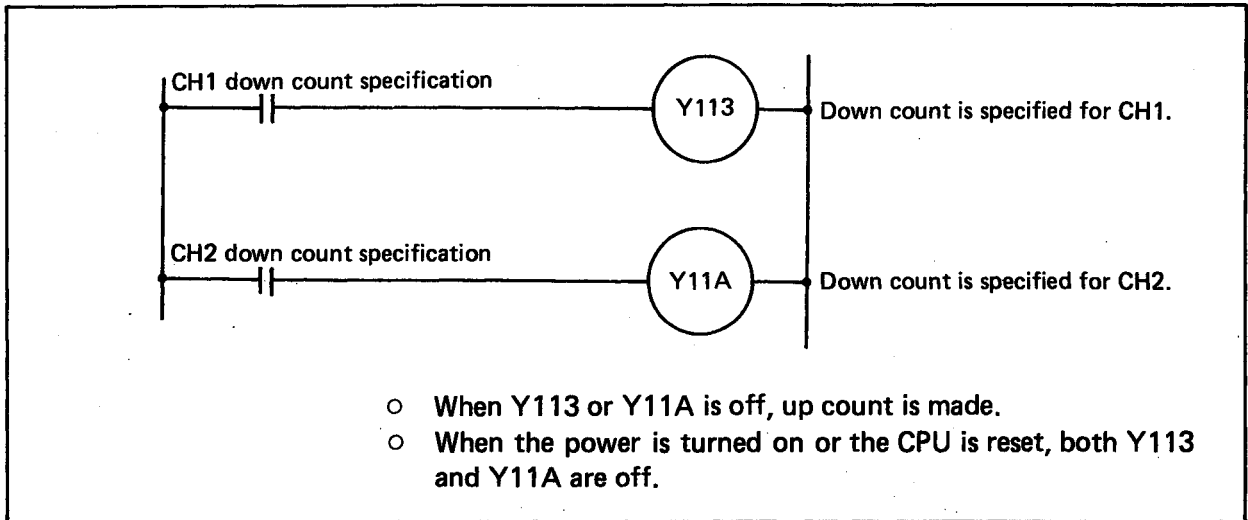 CH1 down count specification
Y113
Down count is specified for CH1.
CH2 down count specification
Y11A
Down count is specified for CH2.
○ When Y113 or Y11A is off, up count is made.
○ When the power is turned on or the CPU is reset, both Y113
and Y11A are off.